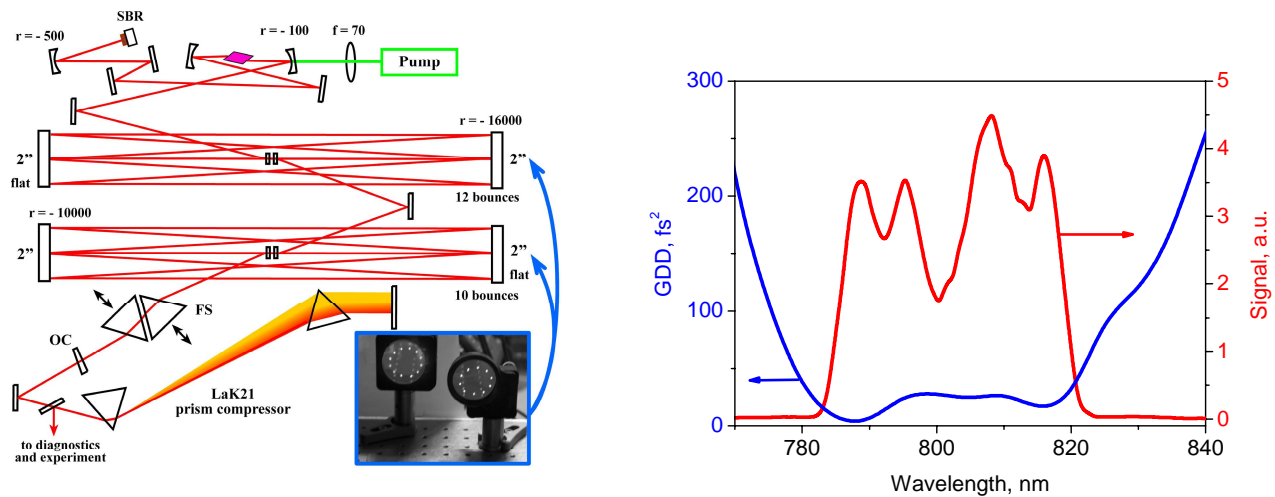 SBR
r = - 500
r = - 100
f = 70
Pump
r = - 16000
2”
flat
2”
12 bounces
r = - 10000
2”
2”
flat
10 bounces
FS
OC
LaK21
prism compressor
to diagnostics
and experiment
300
200
100
0
GDD, fs²
5
4
3
2
1
0
Signal, a.u.
780 800 820 840
Wavelength, nm